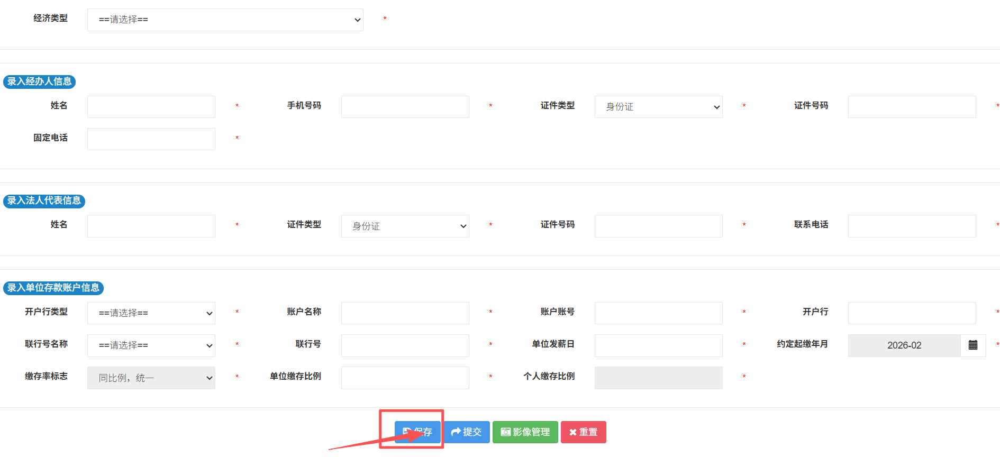 经济类型 ==请选择== *
录入经办人信息
姓名 * 手机号码 * 证件类型 身份证 * 证件号码 *
固定电话 *
录入法人代表信息
姓名 * 证件类型 身份证 * 证件号码 * 联系电话 *
录入单位存款账户信息
开户行类型 ==请选择== * 账户名称 * 账户账号 * 开户行 *
联行号名称 ==请选择== * 联行号 * 单位发薪日 * 约定起缴年月 2026-02 *
缴存率标志 同比例，统一 * 单位缴存比例 * 个人缴存比例 *
保存 提交 影像管理 重置